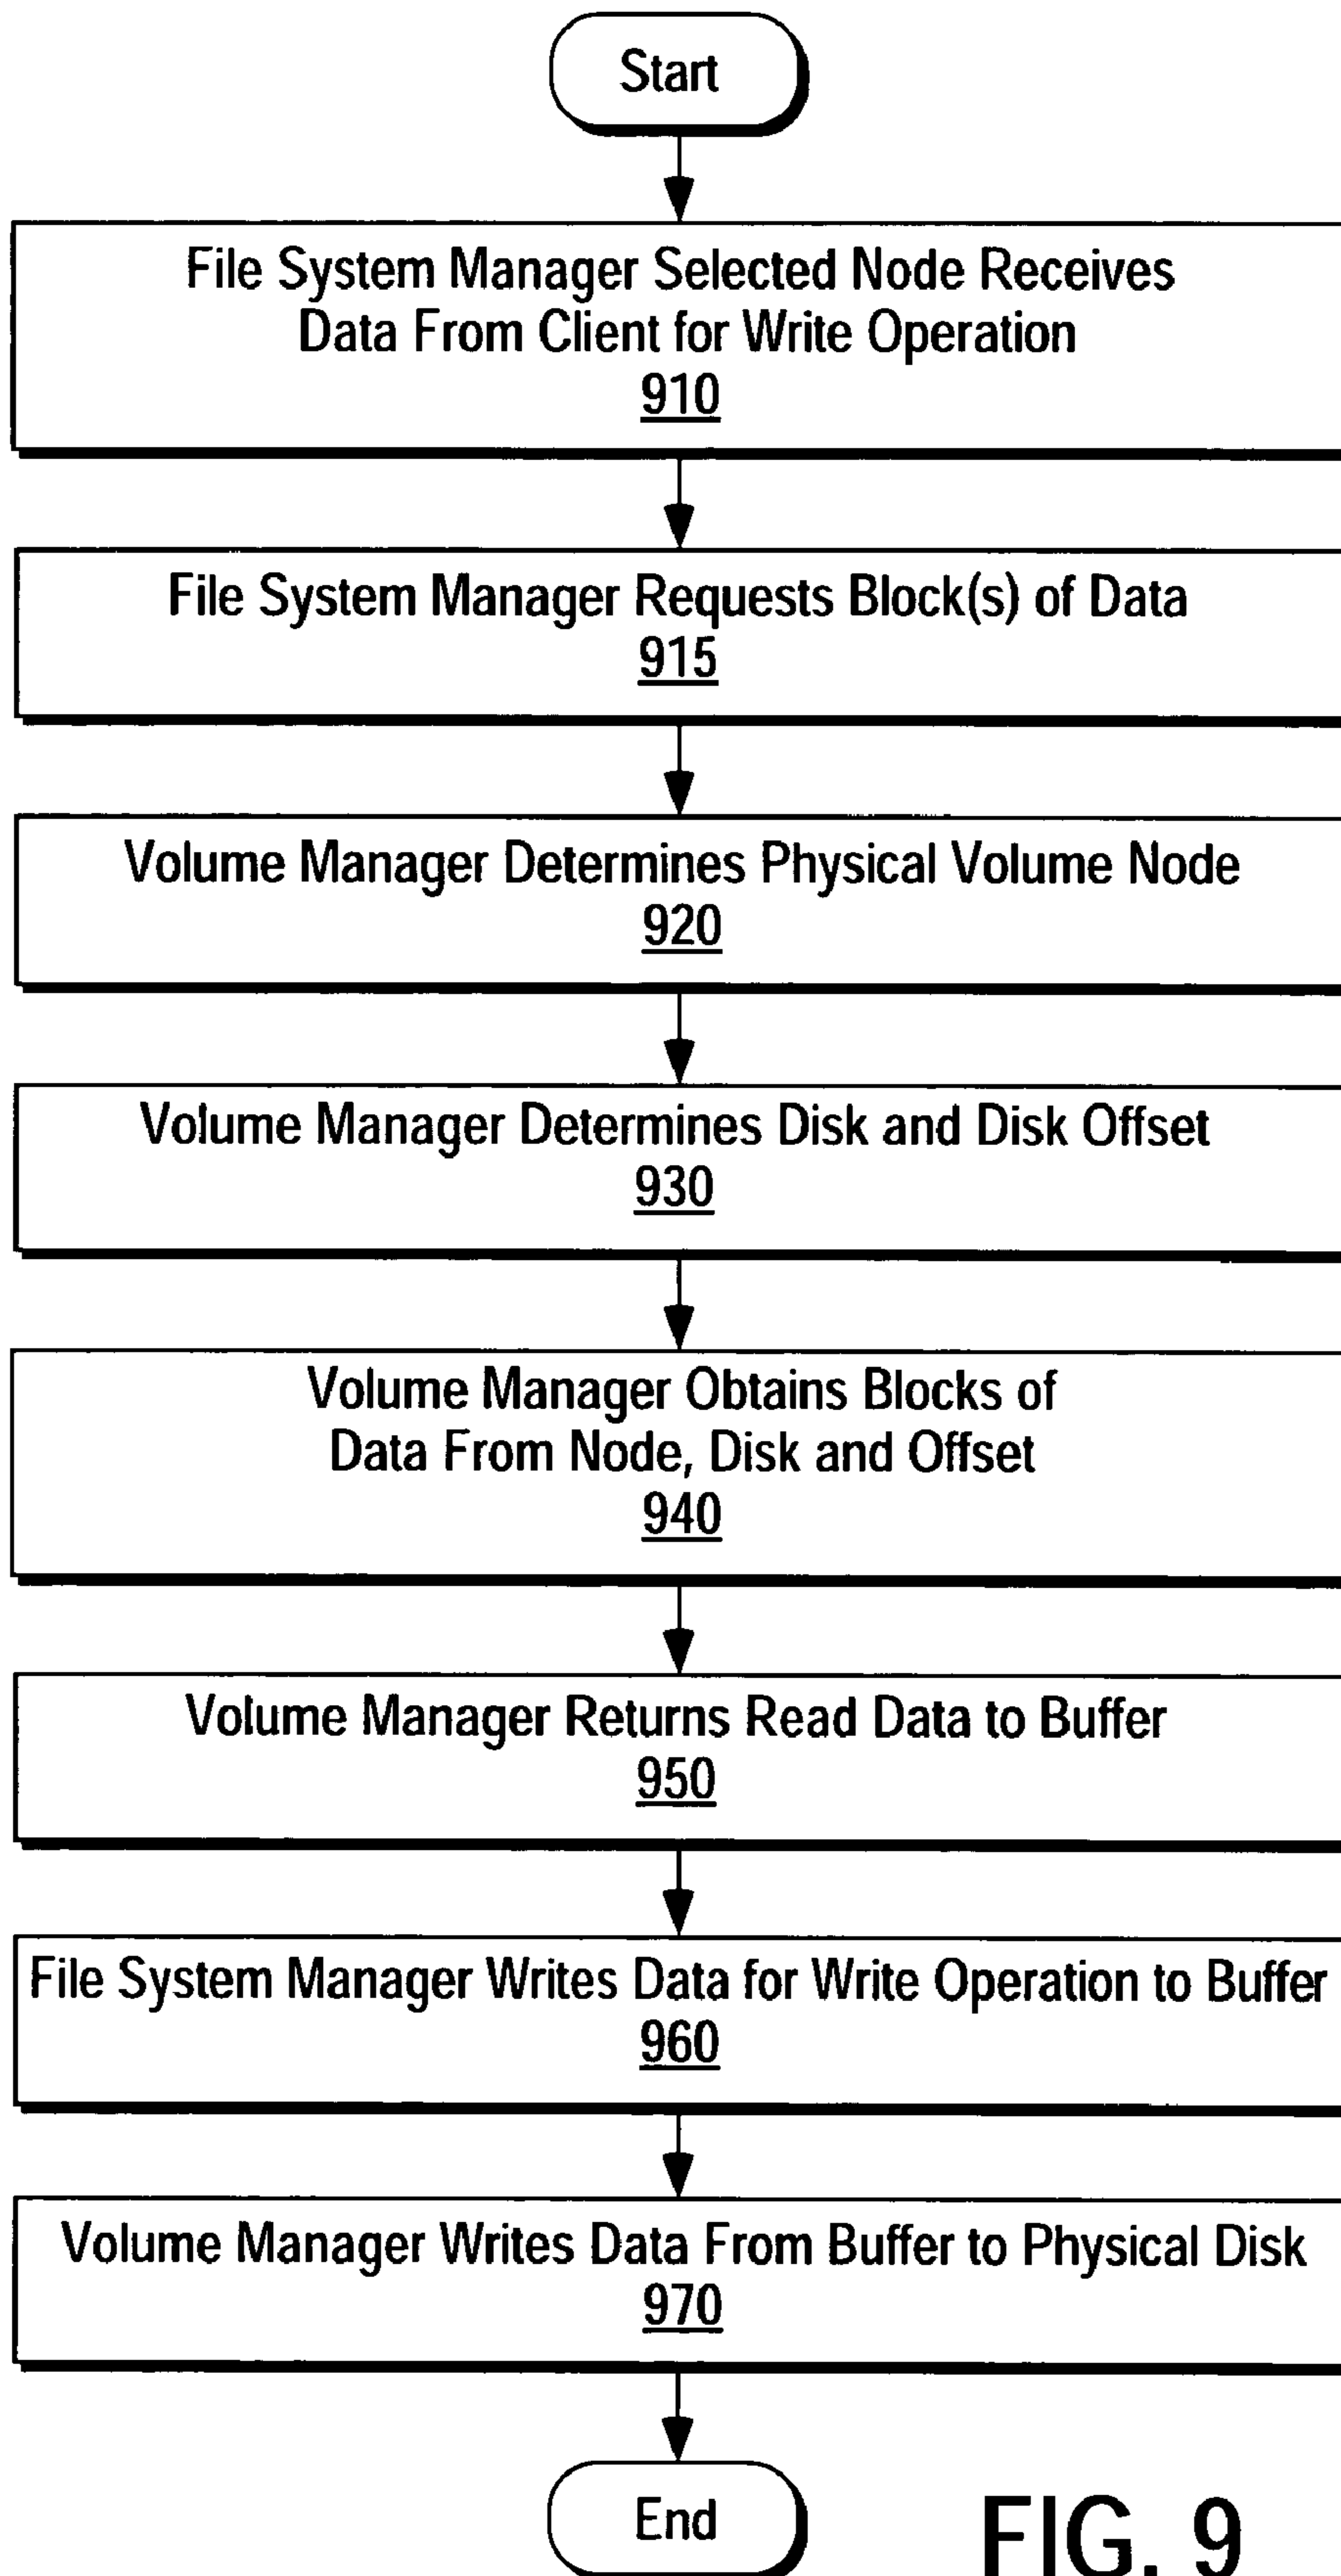 Start
File System Manager Selected Node Receives
Data From Client for Write Operation
910
File System Manager Requests Block(s) of Data
915
Volume Manager Determines Physical Volume Node
920
Volume Manager Determines Disk and Disk Offset
930
Volume Manager Obtains Blocks of
Data From Node, Disk and Offset
940
Volume Manager Returns Read Data to Buffer
950
File System Manager Writes Data for Write Operation to Buffer
960
Volume Manager Writes Data From Buffer to Physical Disk
970
End
FIG. 9